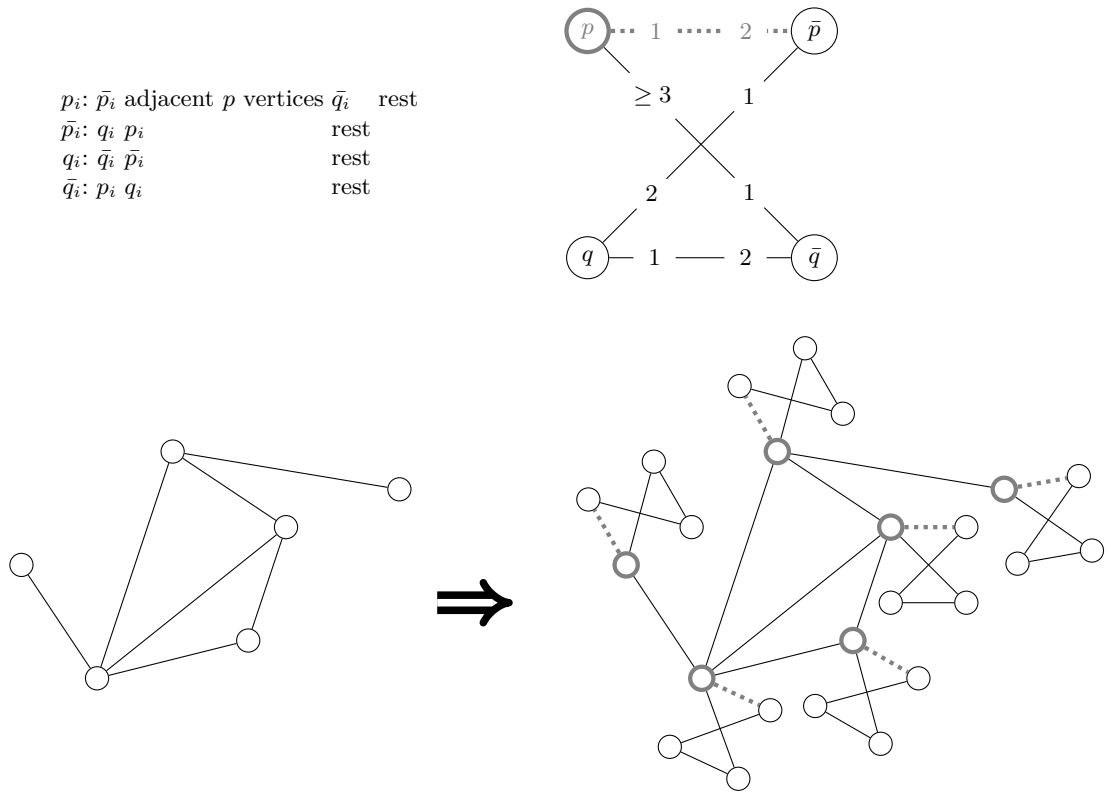 p 1 2 p̄
p_i: p̄_i adjacent p vertices q̄_i rest
≥ 3 1
p̄_i: q_i p_i rest
q_i: q̄_i p̄_i rest
q̄_i: p_i q_i rest
2 1
q 1 2 q̄